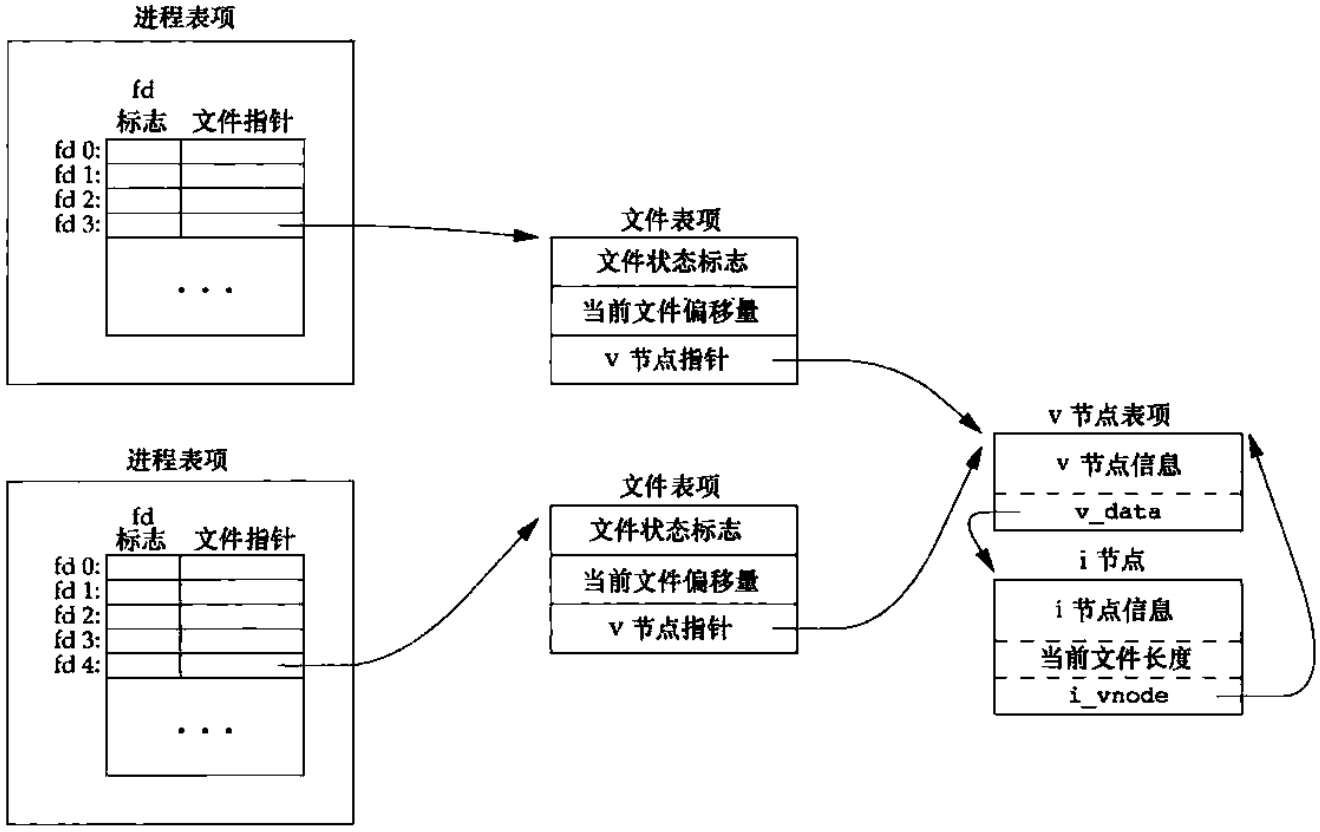 进程表项
fd
标志 文件指针
fd 0:
fd 1:
fd 2:
fd 3:
...
文件表项
文件状态标志
当前文件偏移量
v 节点指针
进程表项
fd
标志 文件指针
fd 0:
fd 1:
fd 2:
fd 3:
fd 4:
...
文件表项
文件状态标志
当前文件偏移量
v 节点指针
v 节点表项
v 节点信息
v_data
i 节点
i 节点信息
当前文件长度
i_vnode